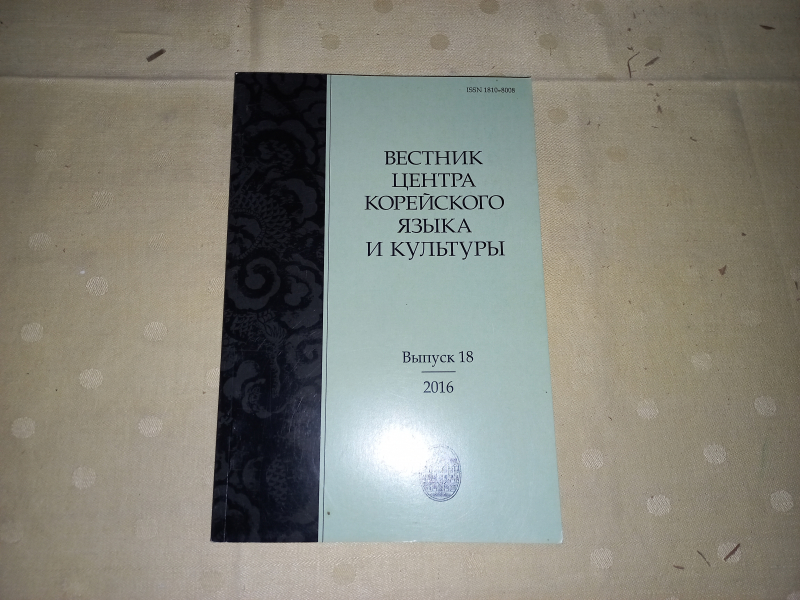 ISSN 1810-8008
ВЕСТНИК
ЦЕНТРА
КОРЕЙСКОГО
ЯЗЫКА
И КУЛЬТУРЫ
Выпуск 18
2016